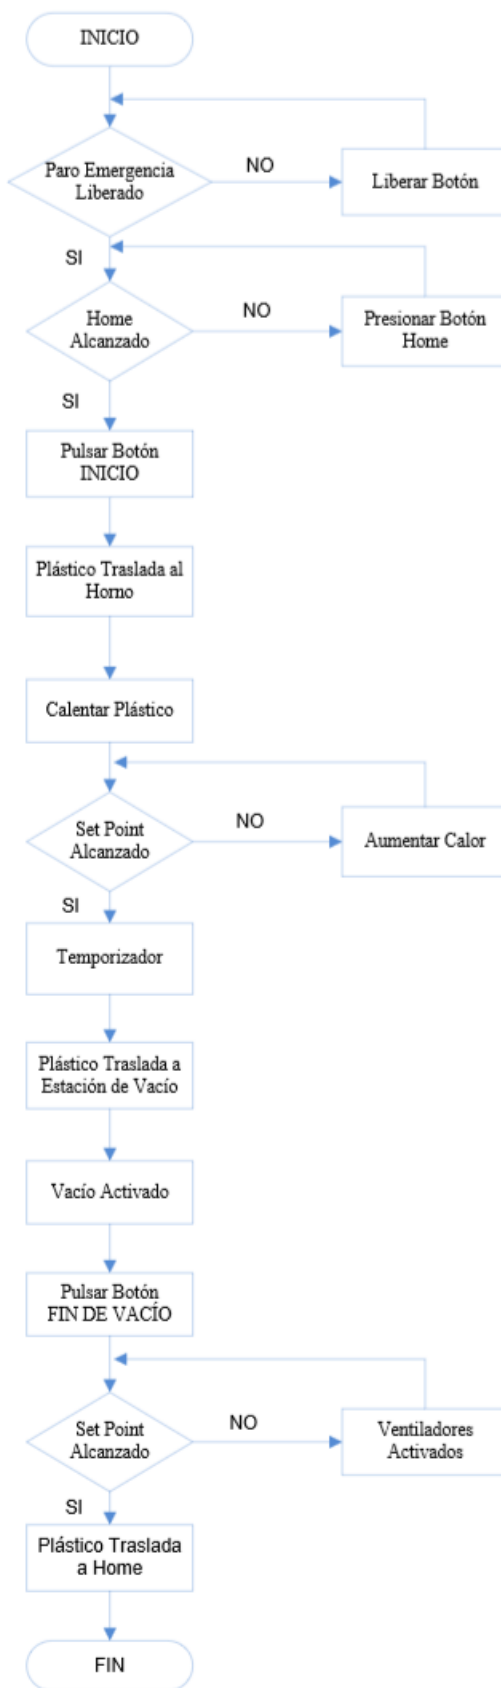 INICIO
Paro Emergencia
Liberado
NO
Liberar Botón
SI
Home
Alcanzado
NO
Presionar Botón
Home
SI
Pulsar Botón
INICIO
Plástico Traslada al
Horno
Calentar Plástico
Set Point
Alcanzado
NO
Aumentar Calor
SI
Temporizador
Plástico Traslada a
Estación de Vacío
Vacío Activado
Pulsar Botón
FIN DE VACÍO
Set Point
Alcanzado
NO
Ventiladores
Activados
SI
Plástico Traslada
a Home
FIN